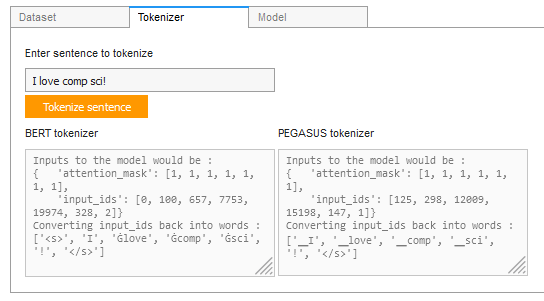 Dataset
Tokenizer
Model
Enter sentence to tokenize
I love comp sci!
Tokenize sentence
BERT tokenizer
Inputs to the model would be :
{   'attention_mask': [1, 1, 1, 1, 1,
1, 1],
    'input_ids': [0, 100, 657, 7753,
19974, 328, 2]}
Converting input_ids back into words :
['<s>', 'I', 'Ġlove', 'Ġcomp', 'Ġsci',
'!', '</s>']
PEGASUS tokenizer
Inputs to the model would be :
{   'attention_mask': [1, 1, 1, 1, 1,
1],
    'input_ids': [125, 298, 12009,
15198, 147, 1]}
Converting input_ids back into words :
['▁I', '▁love', '▁comp', '▁sci',
'!', '</s>']